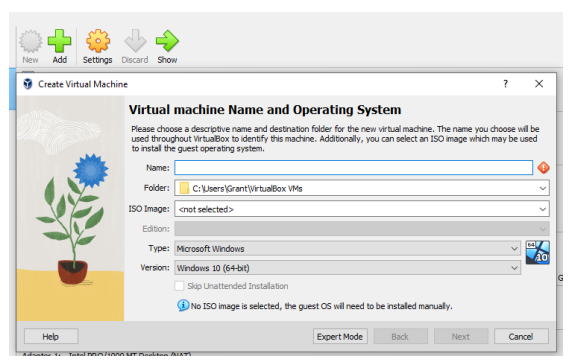 New Add Settings Discard Show
Create Virtual Machine ? ×
Virtual machine Name and Operating System
Please choose a descriptive name and destination folder for the new virtual machine. The name you choose will be
used throughout VirtualBox to identify this machine. Additionally, you can select an ISO image which may be used
to install the guest operating system.
Name:
Folder: C:\Users\Grant\VirtualBox VMs
ISO Image: <not selected>
Edition:
Type: Microsoft Windows
64
10
Version: Windows 10 (64-bit)
Skip Unattended Installation
No ISO image is selected, the guest OS will need to be installed manually.
Help Expert Mode Back Next Cancel
Adapter 1: Intel PRO/1000 MT Desktop (NAT)